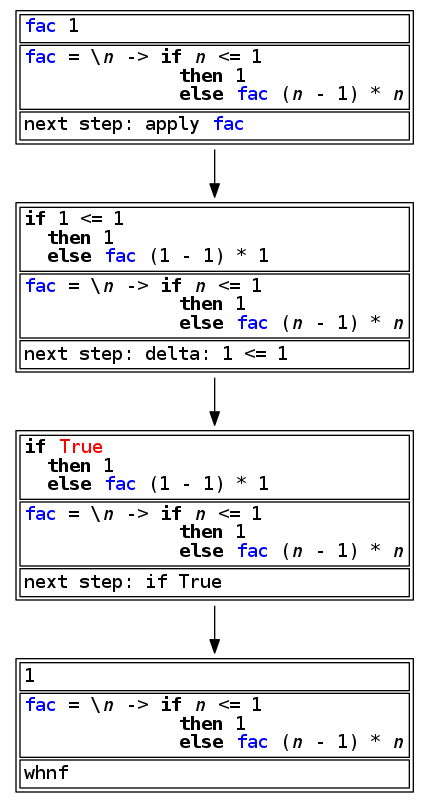 fac 1
fac = \n -> if n <= 1
              then 1
              else fac (n - 1) * n
next step: apply fac
if 1 <= 1
  then 1
  else fac (1 - 1) * 1
fac = \n -> if n <= 1
              then 1
              else fac (n - 1) * n
next step: delta: 1 <= 1
if True
  then 1
  else fac (1 - 1) * 1
fac = \n -> if n <= 1
              then 1
              else fac (n - 1) * n
next step: if True
1
fac = \n -> if n <= 1
              then 1
              else fac (n - 1) * n
whnf